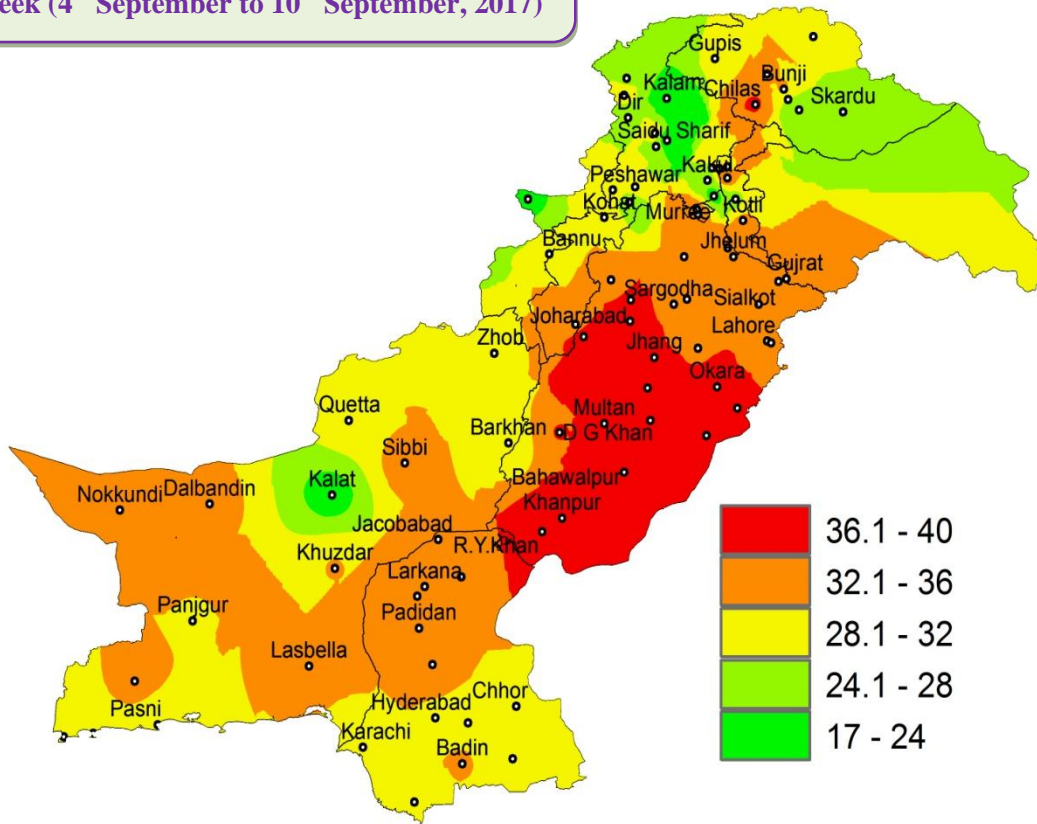 eek (4 September to 10 September, 2017)
Gupis
Bunji
Kalam
Chilas
Skardu
Dir
Saidu Sharif
Kakul
Peshawar
Kohat
Murree
Kotli
Bannu
Jhelum
Gujrat
Sargodha
Sialkot
Joharabad
Lahore
Zhob
Jhang
Okara
Quetta
Multan
Barkhan
D G Khan
Sibbi
Kalat
Bahawalpur
Nokkundi
Dalbandin
Khanpur
Jacobabad
R.Y.Khan
Khuzdar
Larkana
Panjgur
Padidan
Lasbella
Chhor
Pasni
Hyderabad
Karachi
Badin
36.1 - 40
32.1 - 36
28.1 - 32
24.1 - 28
17 - 24